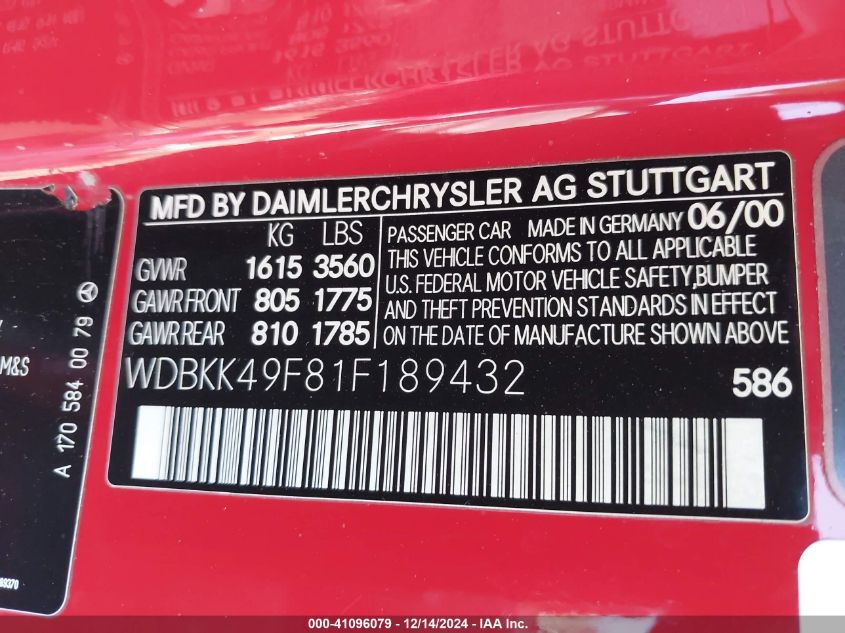 MFD BY DAIMLERCHRYSLER AG STUTTGART
KG LBS
GVWR 1615 3560
GAWR FRONT 805 1775
GAWR REAR 810 1785
PASSENGER CAR MADE IN GERMANY 06/00
THIS VEHICLE CONFORMS TO ALL APPLICABLE
U.S. FEDERAL MOTOR VEHICLE SAFETY, BUMPER
AND THEFT PREVENTION STANDARDS IN EFFECT
ON THE DATE OF MANUFACTURE SHOWN ABOVE
WDBKK49F81F189432
586
M&S
A 170 584 00 79
89370
000-41096079 / 12/14/2024 - IAA Inc.